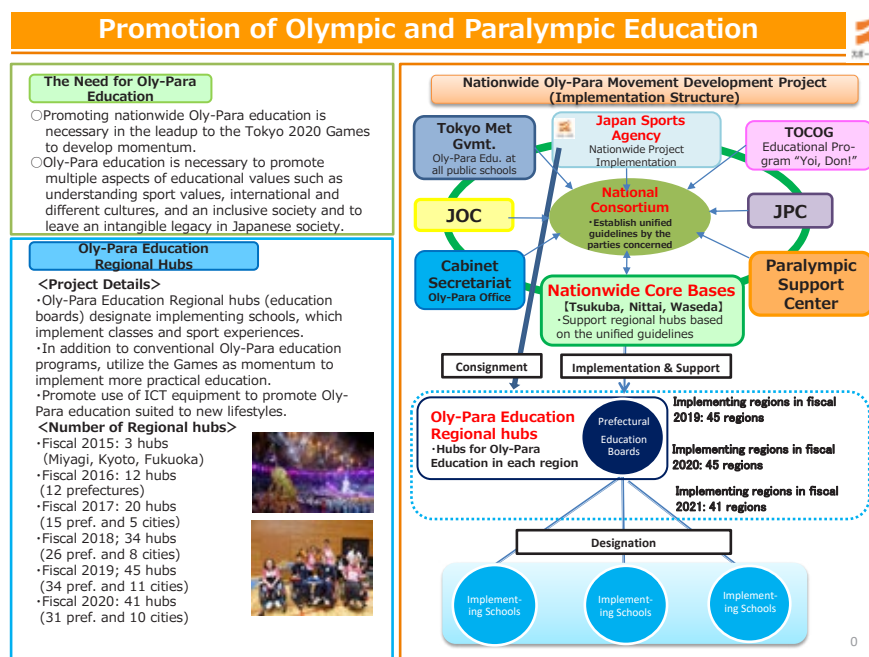 Promotion of Olympic and Paralympic Education
The Need for Oly-Para
Education
○Promoting nationwide Oly-Para education is
necessary in the leadup to the Tokyo 2020 Games
to develop momentum.
○Oly-Para education is necessary to promote
multiple aspects of educational values such as
understanding sport values, international and
different cultures, and an inclusive society and to
leave an intangible legacy in Japanese society.
Oly-Para Education
Regional Hubs
<Project Details>
・Oly-Para Education Regional hubs (education
boards) designate implementing schools, which
implement classes and sport experiences.
・In addition to conventional Oly-Para education
programs, utilize the Games as momentum to
implement more practical education.
・Promote use of ICT equipment to promote Oly-
Para education suited to new lifestyles.
<Number of Regional hubs>
・Fiscal 2015: 3 hubs
(Miyagi, Kyoto, Fukuoka)
・Fiscal 2016: 12 hubs
(12 prefectures)
・Fiscal 2017: 20 hubs
(15 pref. and 5 cities)
・Fiscal 2018; 34 hubs
(26 pref. and 8 cities)
・Fiscal 2019; 45 hubs
(34 pref. and 11 cities)
・Fiscal 2020: 41 hubs
(31 pref. and 10 cities)
Nationwide Oly-Para Movement Development Project
(Implementation Structure)
Tokyo Met
Gvmt.
Oly-Para Edu. at
all public schools
Japan Sports
Agency
Nationwide Project
Implementation
TOCOG
Educational Pro-
gram "Yoi, Don!"
National
Consortium
・Establish unified
guidelines by the
parties concerned
JOC
JPC
Cabinet
Secretariat
Oly-Para Office
Paralympic
Support
Center
Nationwide Core Bases
【Tsukuba, Nittai, Waseda】
・Support regional hubs based
on the unified guidelines
Consignment
Implementation & Support
Oly-Para Education
Regional hubs
・Hubs for Oly-Para
Education in each region
Prefectural
Education
Boards
Implementing regions in fiscal
2019: 45 regions
Implementing regions in fiscal
2020: 45 regions
Implementing regions in fiscal
2021: 41 regions
Designation
Implement-
ing Schools
Implement-
ing Schools
Implement-
ing Schools
0